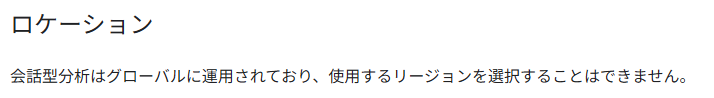 ロケーション
会話型分析はグローバルに運用されており、使用するリージョンを選択することはできません。